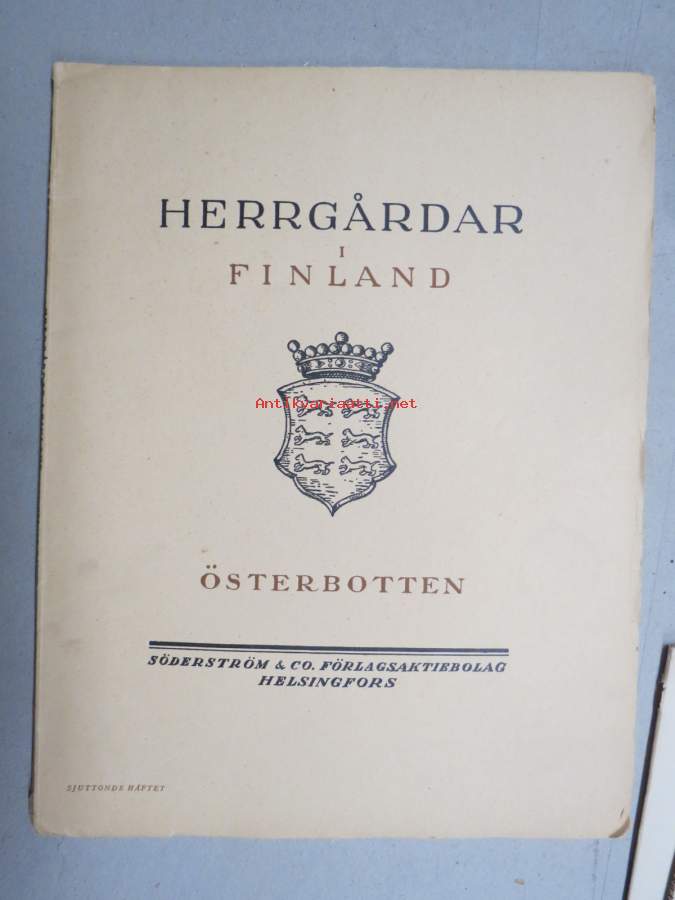 HERRGÅRDAR
I
FINLAND
Antikvariaatti.net
ÖSTERBOTTEN
SÖDERSTRÖM & CO. FÖRLAGSAKTIEBOLAG
HELSINGFORS
SJUTTONDE HÄFTET